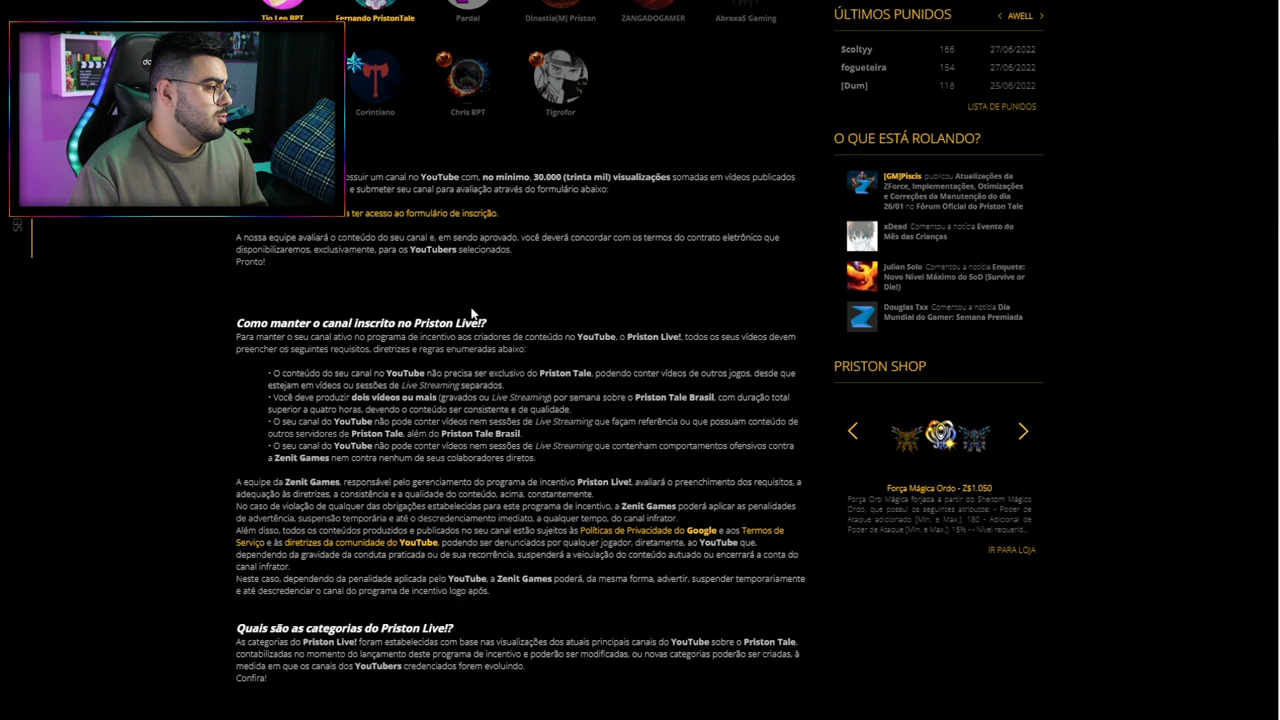 Tio Leo BPT
Fernando PristonTale
Pardal
Dinastia[M] Priston
ZANGADOGAMER
AbraxaS Gaming
Corintiano
Chris BPT
Tigrofor
ossuir um canal no YouTube com, no mínimo, 30.000 (trinta mil) visualizações somadas em vídeos publicados
e submeter seu canal para avaliação através do formulário abaixo:
a ter acesso ao formulário de inscrição.
A nossa equipe avaliará o conteúdo do seu canal e, em sendo aprovado, você deverá concordar com os termos do contrato eletrônico que
disponibilizaremos, exclusivamente, para os YouTubers selecionados.
Pronto!
Como manter o canal inscrito no Priston Live!?
Para manter o seu canal ativo no programa de incentivo aos criadores de conteúdo no YouTube, o Priston Live!, todos os seus vídeos devem
preencher os seguintes requisitos, diretrizes e regras enumeradas abaixo:
• O conteúdo do seu canal no YouTube não precisa ser exclusivo do Priston Tale, podendo conter vídeos de outros jogos, desde que
estejam em vídeos ou sessões de Live Streaming separados.
• Você deve produzir dois vídeos ou mais (gravados ou Live Streaming) por semana sobre o Priston Tale Brasil, com duração total
superior a quatro horas, devendo o conteúdo ser consistente e de qualidade.
• O seu canal do YouTube não pode conter vídeos nem sessões de Live Streaming que façam referência ou que possuam conteúdo de
outros servidores de Priston Tale, além do Priston Tale Brasil.
• O seu canal do YouTube não pode conter vídeos nem sessões de Live Streaming que contenham comportamentos ofensivos contra
a Zenit Games nem contra nenhum de seus colaboradores diretos.
A equipe da Zenit Games, responsável pelo gerenciamento do programa de incentivo Priston Live!, avaliará o preenchimento dos requisitos, a
adequação às diretrizes, a consistência e a qualidade do conteúdo, acima, constantemente.
No caso de violação de qualquer das obrigações estabelecidas para este programa de incentivo, a Zenit Games poderá aplicar as penalidades
de advertência, suspensão temporária e até o descredenciamento imediato, a qualquer tempo, do canal infrator.
Além disso, todos os conteúdos produzidos e publicados no seu canal estão sujeitos às Políticas de Privacidade do Google e aos Termos de
Serviço e às diretrizes da comunidade do YouTube, podendo ser denunciados por qualquer jogador, diretamente, ao YouTube que,
dependendo da gravidade da conduta praticada ou de sua recorrência, suspenderá a veiculação do conteúdo autuado ou encerrará a conta do
canal infrator.
Neste caso, dependendo da penalidade aplicada pelo YouTube, a Zenit Games poderá, da mesma forma, advertir, suspender temporariamente
e até descredenciar o canal do programa de incentivo logo após.
Quais são as categorias do Priston Live!?
As categorias do Priston Live! foram estabelecidas com base nas visualizações dos atuais principais canais do YouTube sobre o Priston Tale,
contabilizadas no momento do lançamento deste programa de incentivo e poderão ser modificadas, ou novas categorias poderão ser criadas, à
medida em que os canais dos YouTubers credenciados forem evoluindo.
Confira!
ÚLTIMOS PUNIDOS
AWELL
Scoltyy 166 27/06/2022
fogueteira 154 27/06/2022
[Dum] 118 25/06/2022
LISTA DE PUNIDOS
O QUE ESTÁ ROLANDO?
[GM]Piscis publicou Atualizações da
ZForce, Implementações, Otimizações
e Correções da Manutenção do dia
26/01 no Fórum Oficial do Priston Tale
xDead Comentou a notícia Evento do
Mês das Crianças
Julian Solo Comentou a notícia Enquete:
Novo Nível Máximo do SoD (Survive or
Die!)
Douglas Txx Comentou a notícia Dia
Mundial do Gamer: Semana Premiada
PRISTON SHOP
Força Mágica Ordo - Z$1.050
Força Orb Mágica forjada a partir do Sheltom Mágico
Ordo, que possui os seguintes atributos: - Poder de
Ataque adicionado [Min. e Max.]: 180 - Adicional de
Poder de Ataque [Min. e Max.]: 15% - - Nível requerid...
IR PARA LOJA